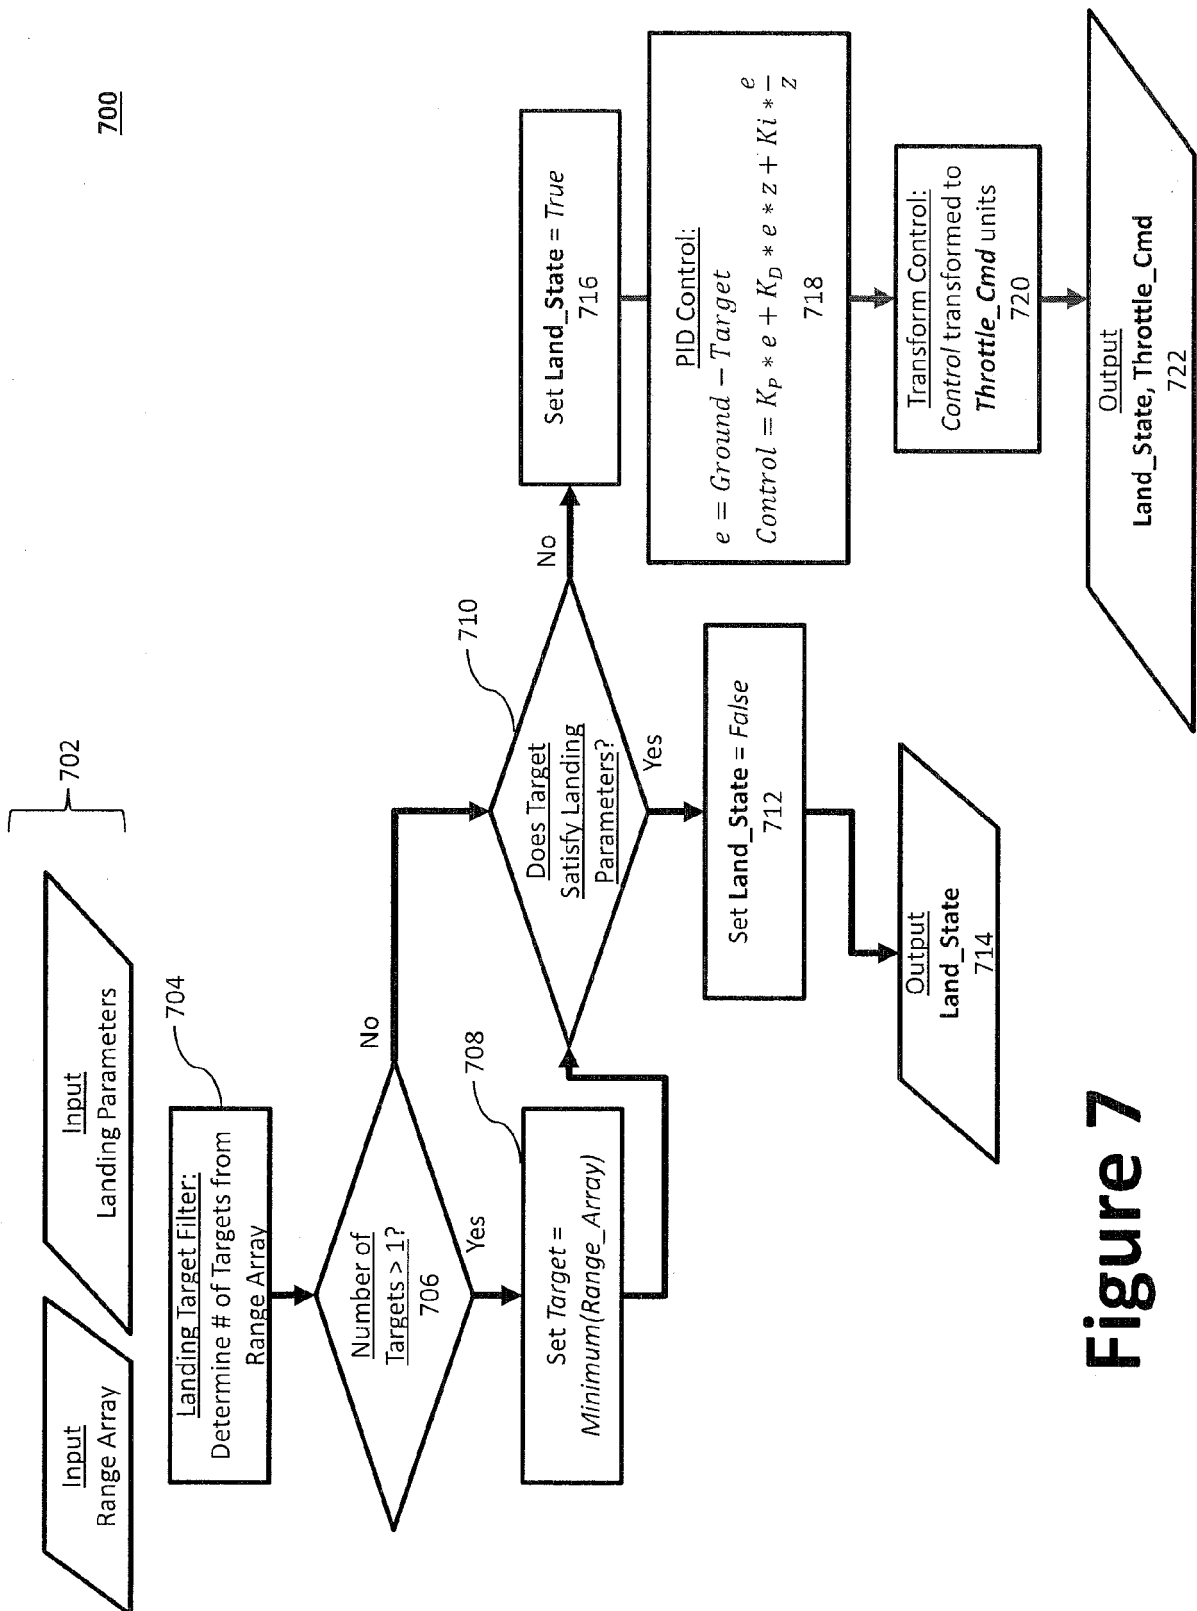 700
702
Input
Range Array
Input
Landing Parameters
704
Landing Target Filter:
Determine # of Targets from
Range Array
Number of
Targets > 1?
706
No
Yes
708
Set Target =
Minimum(Range_Array)
710
Does Target
Satisfy Landing
Parameters?
No
Yes
Set Land_State = False
712
Output
Land_State
714
Set Land_State = True
716
PID Control:
e = Ground − Target
Control = K_P * e + K_D * e * z + Ki * e/z
718
Transform Control:
Control transformed to
Throttle_Cmd units
720
Output
Land_State, Throttle_Cmd
722
Figure 7